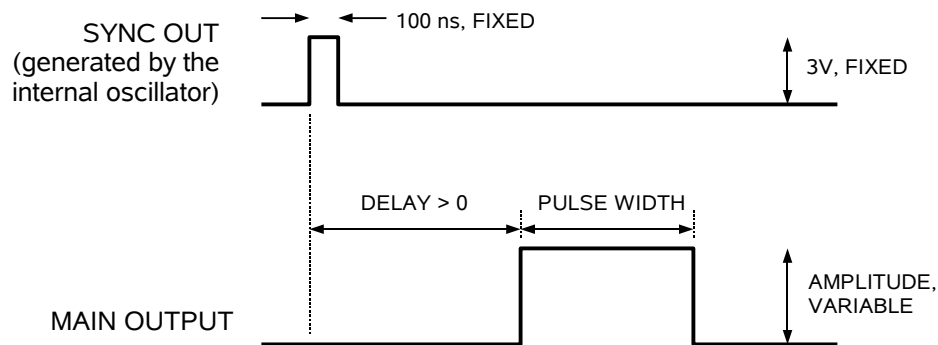 100 ns, FIXED
SYNC OUT
(generated by the
internal oscillator)
3V, FIXED
DELAY > 0
PULSE WIDTH
AMPLITUDE,
VARIABLE
MAIN OUTPUT